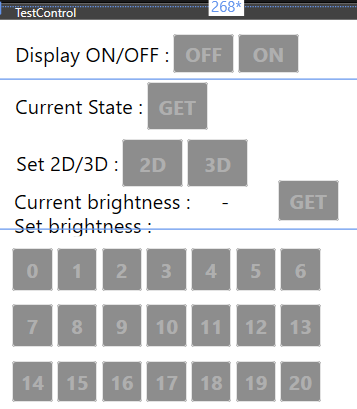 TestControl
268*
Display ON/OFF : OFF ON
Current State : GET
Set 2D/3D : 2D 3D
Current brightness : - GET
Set brightness :
0 1 2 3 4 5 6
7 8 9 10 11 12 13
14 15 16 17 18 19 20